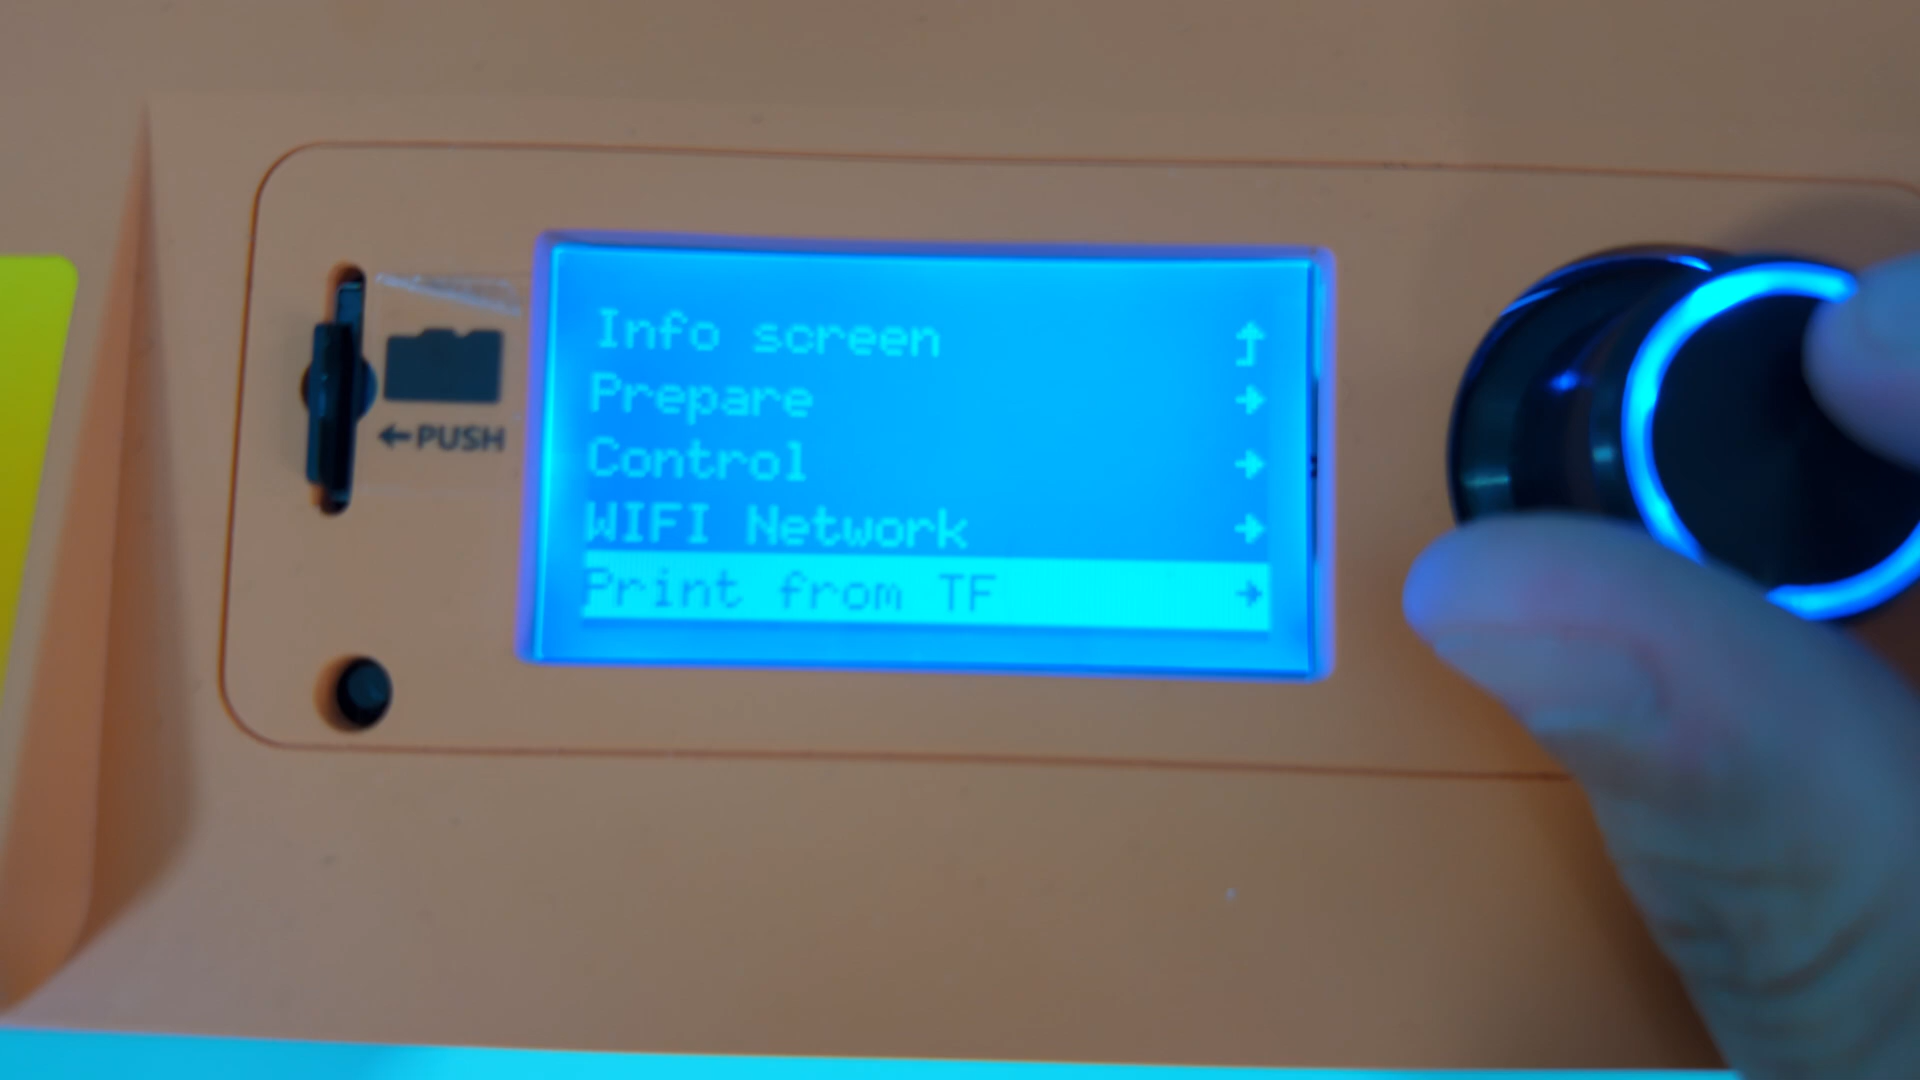 Info screen
Prepare
Control
WIFI Network
Print from TF
←PUSH